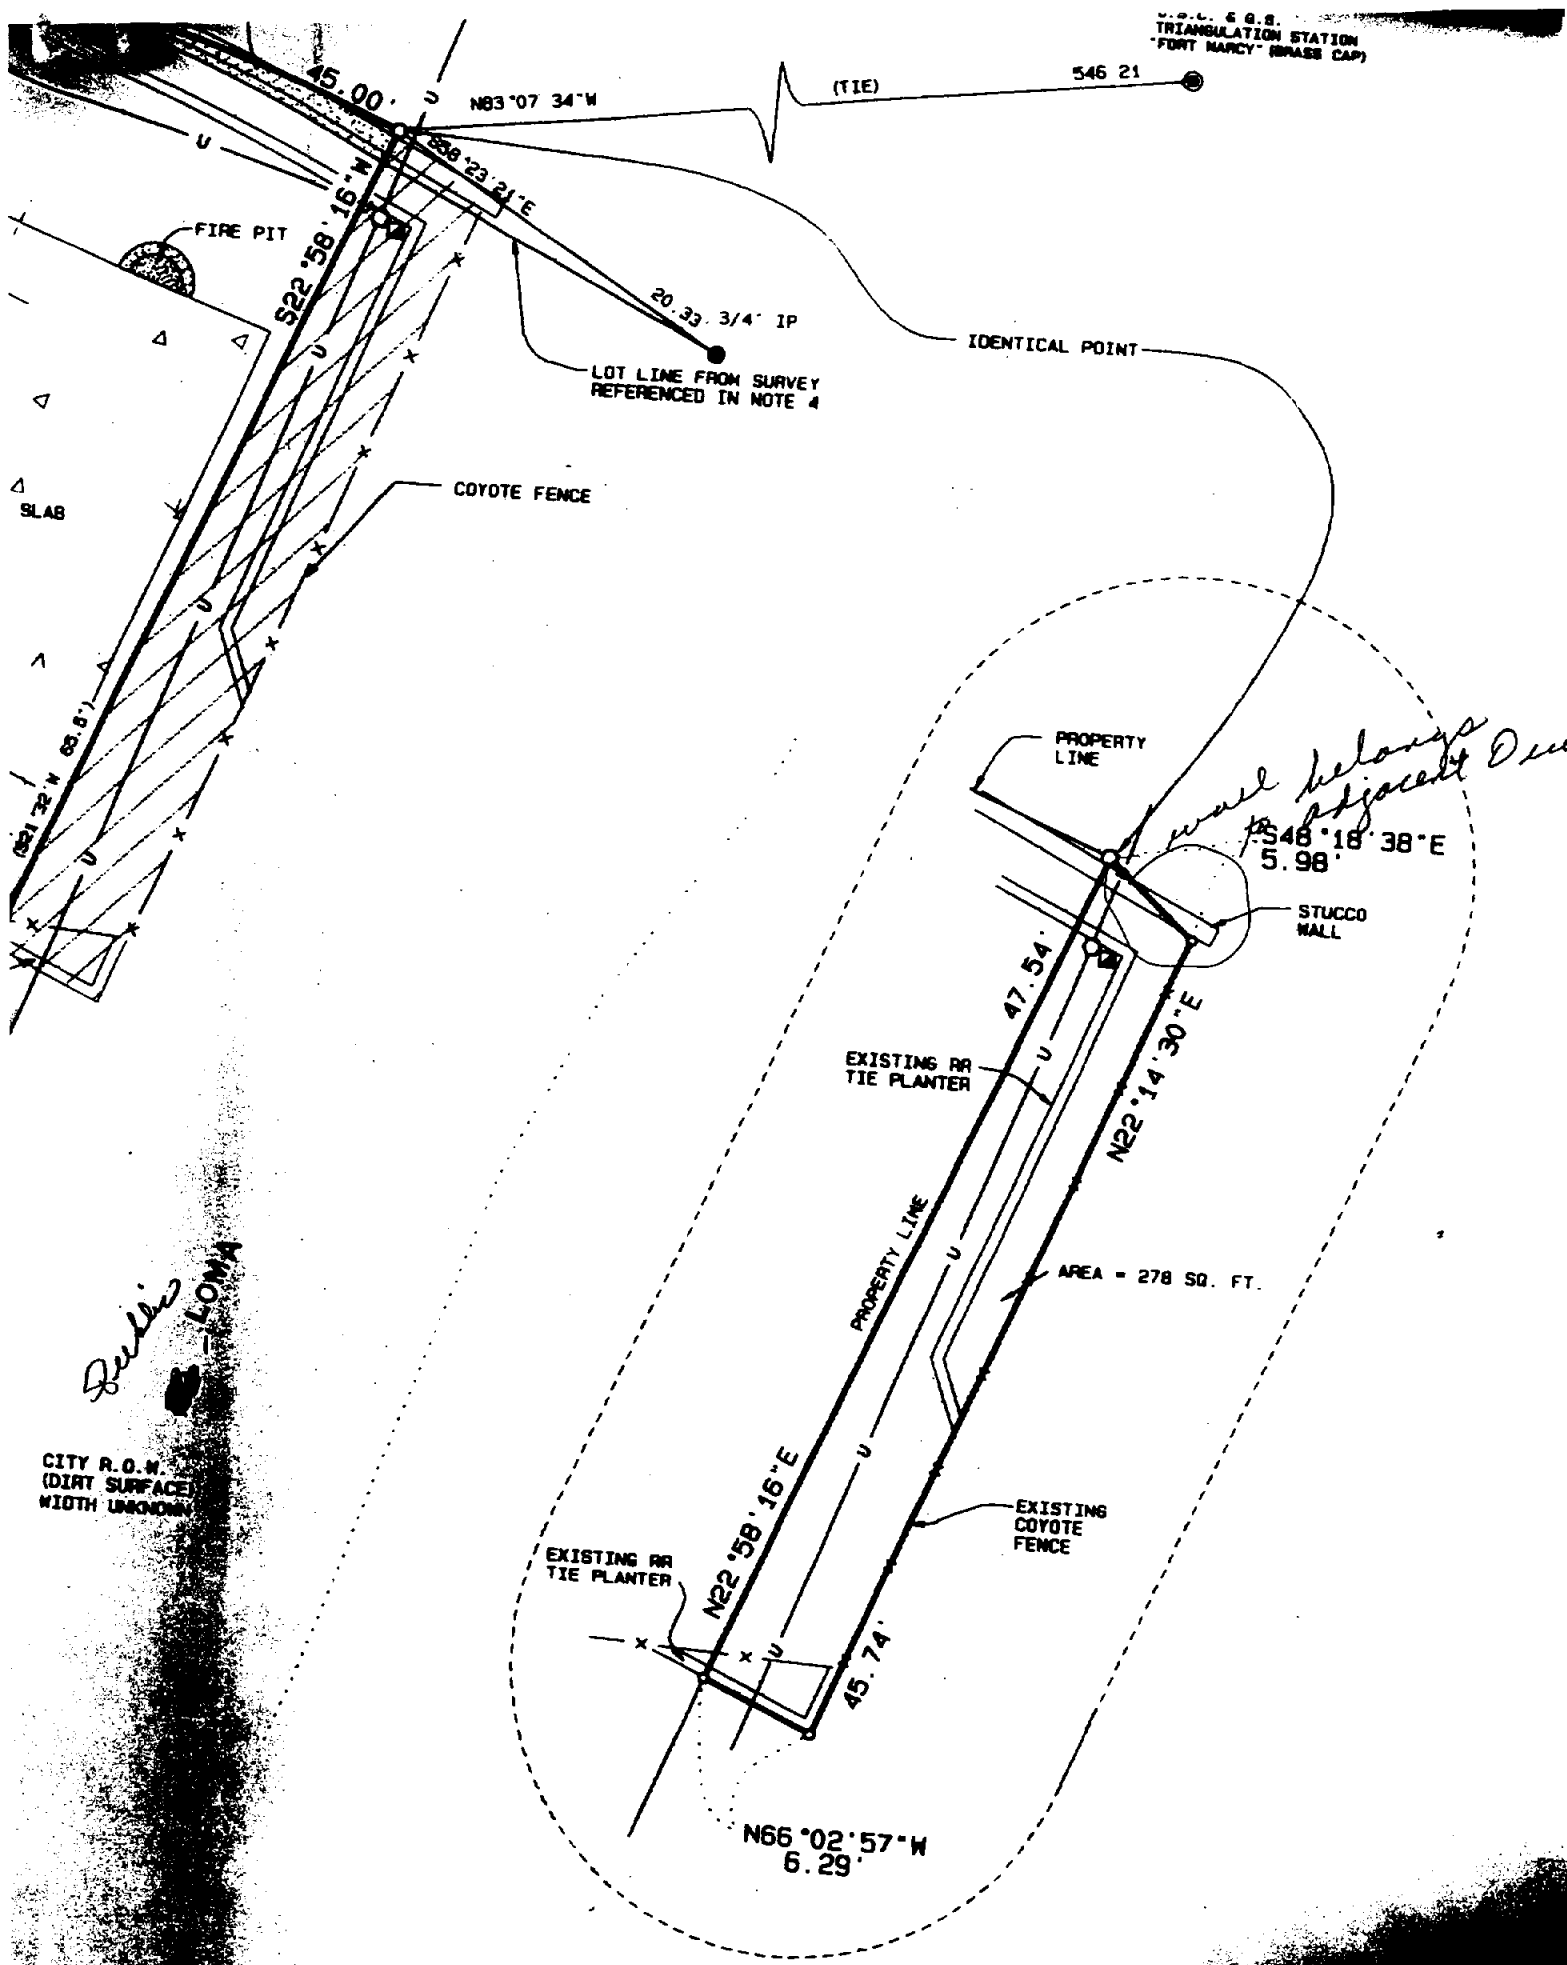 U.S.C. & G.S.
TRIANGULATION STATION
"FORT MARCY" (BRASS CAP)
546 21
(TIE)
N83°07 34"W
45.00'
U
U
S58°23'21"E
S22°58'16"W
FIRE PIT
20.33
3/4" IP
IDENTICAL POINT
LOT LINE FROM SURVEY
REFERENCED IN NOTE 4
COYOTE FENCE
SLAB
U
U
U
(S21°32'W 65.8')
PROPERTY
LINE
wall belongs
to adjacent
S48°18'38"E
5.98'
STUCCO
WALL
47.54'
N22°14'30"E
EXISTING RR
TIE PLANTER
U
U
U
U
PROPERTY LINE
AREA = 278 SQ. FT.
LOMA
CITY R.O.W.
(DIRT SURFACE)
WIDTH UNKNOWN
N22°58'16"E
EXISTING
COYOTE
FENCE
EXISTING RR
TIE PLANTER
45.74'
N66°02'57"W
6.29'